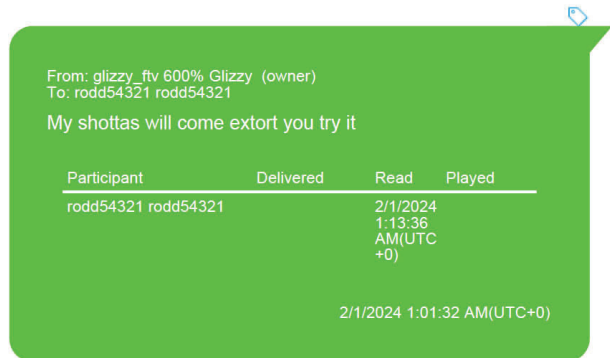 From: glizzy_ftv 600% Glizzy (owner)
To: rodd54321 rodd54321
My shottas will come extort you try it
Participant Delivered Read Played
rodd54321 rodd54321 2/1/2024
1:13:36
AM(UTC
+0)
2/1/2024 1:01:32 AM(UTC+0)